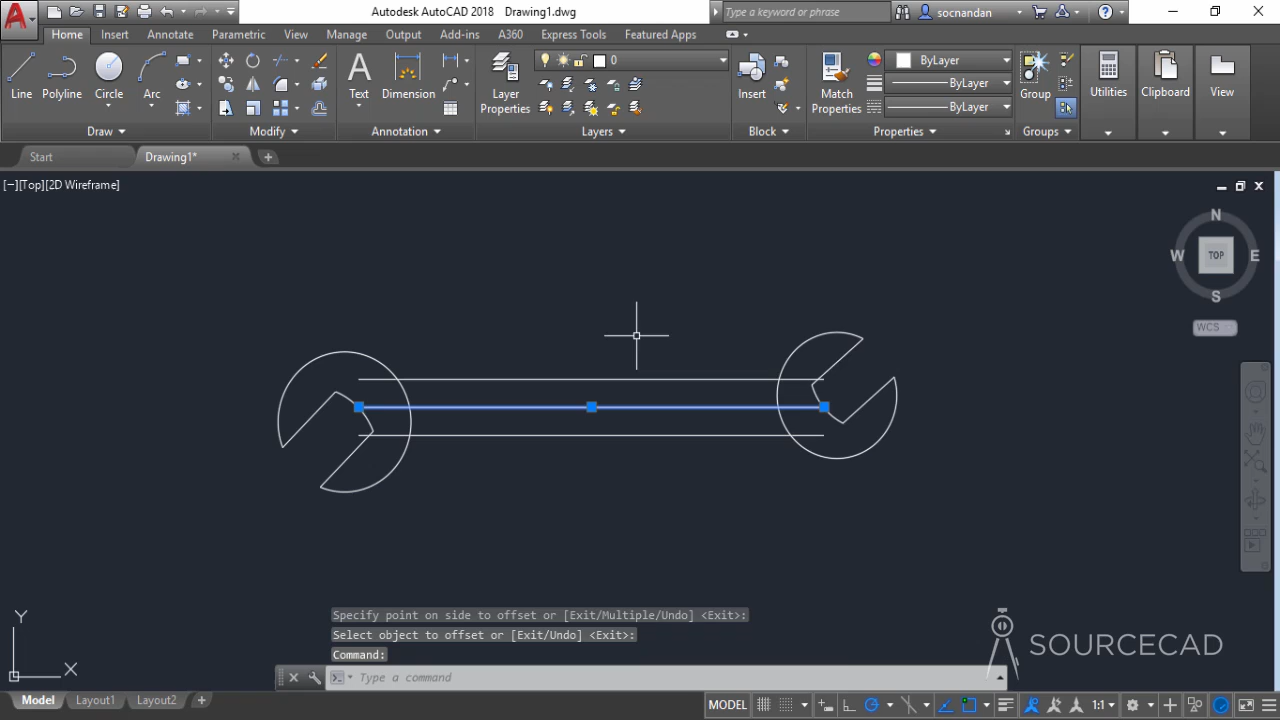 Autodesk AutoCAD 2018 Drawing1.dwg
Type a keyword or phrase
socnandan
Home Insert Annotate Parametric View Manage Output Add-ins A360 Express Tools Featured Apps
0
ByLayer
ByLayer
ByLayer
Line Polyline Circle Arc
Text Dimension
Layer Properties
Insert
Match Properties
Group
Utilities
Clipboard
View
Draw Modify Annotation Layers Block Properties Groups
Start Drawing1*
[−][Top][2D Wireframe]
N
W TOP E
S
WCS
Specify point on side to offset or [Exit/Multiple/Undo] <Exit>:
Select object to offset or [Exit/Undo] <Exit>:
Command:
Type a command
Y
X
SOURCECAD
Model Layout1 Layout2
MODEL 1:1